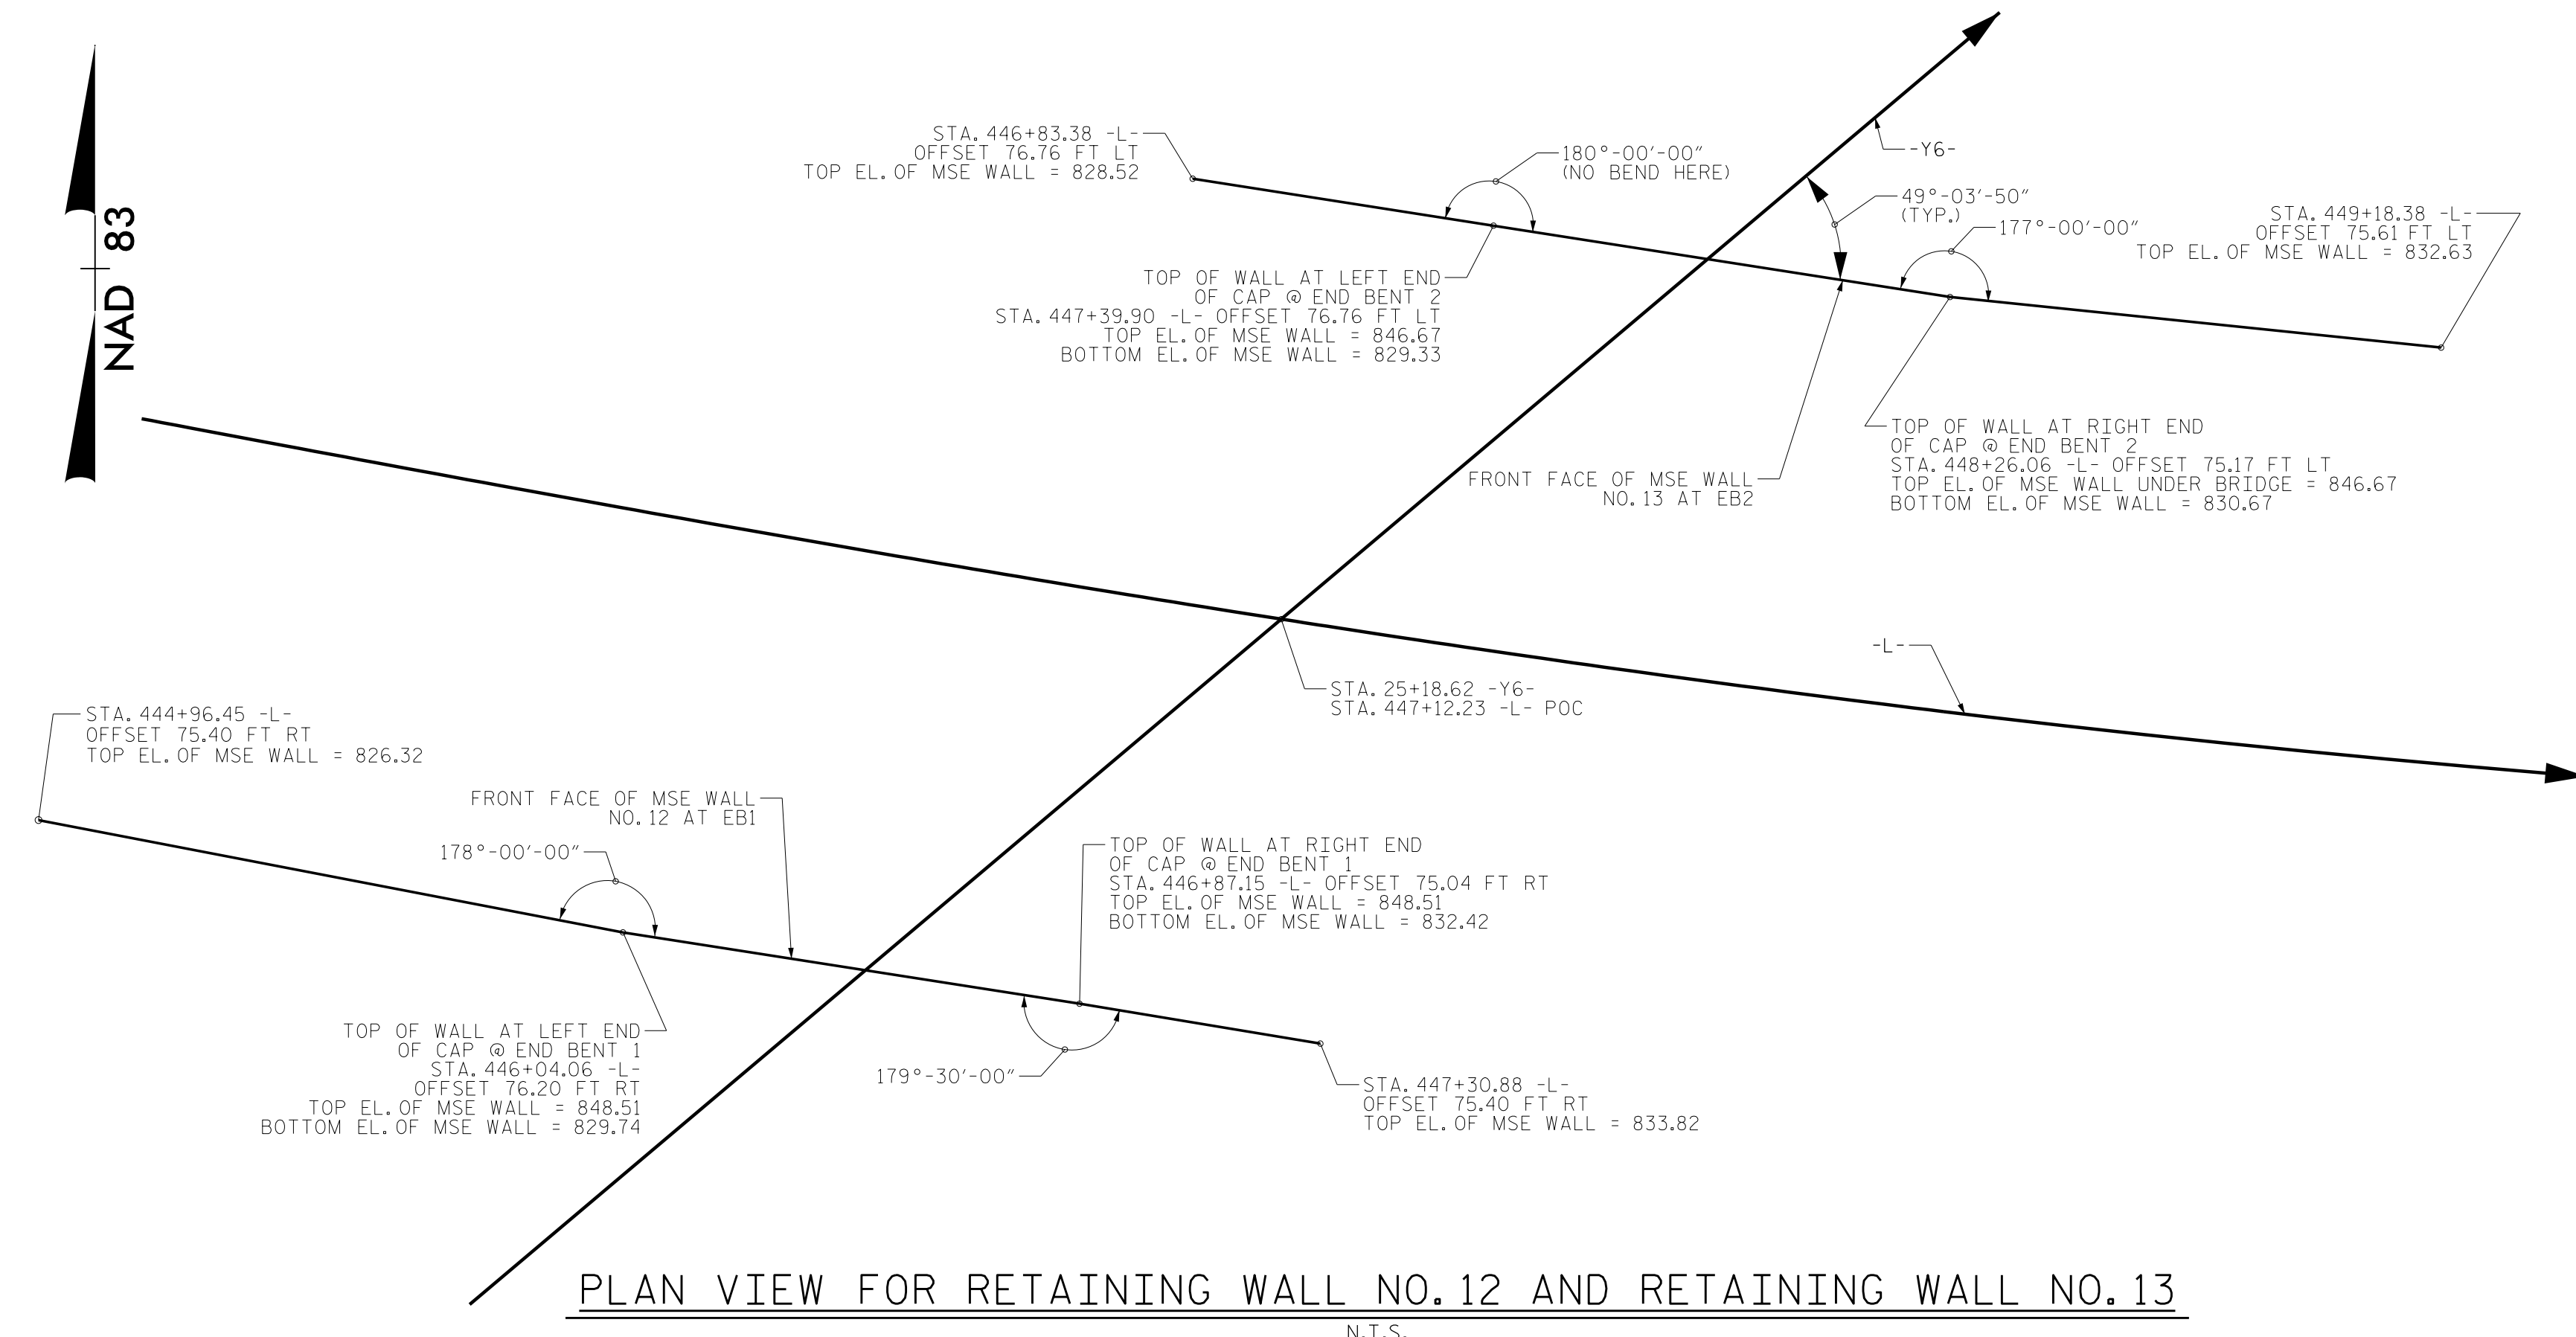 NAD 83
STA. 446+83.38 -L-
OFFSET 76.76 FT LT
TOP EL. OF MSE WALL = 828.52
180°-00'-00"
(NO BEND HERE)
-Y6-
49°-03'-50"
(TYP.)
177°-00'-00"
STA. 449+18.38 -L-
OFFSET 75.61 FT LT
TOP EL. OF MSE WALL = 832.63
TOP OF WALL AT LEFT END
OF CAP @ END BENT 2
STA. 447+39.90 -L- OFFSET 76.76 FT LT
TOP EL. OF MSE WALL = 846.67
BOTTOM EL. OF MSE WALL = 829.33
FRONT FACE OF MSE WALL
NO. 13 AT EB2
TOP OF WALL AT RIGHT END
OF CAP @ END BENT 2
STA. 448+26.06 -L- OFFSET 75.17 FT LT
TOP EL. OF MSE WALL UNDER BRIDGE = 846.67
BOTTOM EL. OF MSE WALL = 830.67
-L-
STA. 25+18.62 -Y6-
STA. 447+12.23 -L- POC
STA. 444+96.45 -L-
OFFSET 75.40 FT RT
TOP EL. OF MSE WALL = 826.32
FRONT FACE OF MSE WALL
NO. 12 AT EB1
178°-00'-00"
TOP OF WALL AT RIGHT END
OF CAP @ END BENT 1
STA. 446+87.15 -L- OFFSET 75.04 FT RT
TOP EL. OF MSE WALL = 848.51
BOTTOM EL. OF MSE WALL = 832.42
TOP OF WALL AT LEFT END
OF CAP @ END BENT 1
STA. 446+04.06 -L-
OFFSET 76.20 FT RT
TOP EL. OF MSE WALL = 848.51
BOTTOM EL. OF MSE WALL = 829.74
179°-30'-00"
STA. 447+30.88 -L-
OFFSET 75.40 FT RT
TOP EL. OF MSE WALL = 833.82
PLAN VIEW FOR RETAINING WALL NO. 12 AND RETAINING WALL NO. 13
N.T.S.